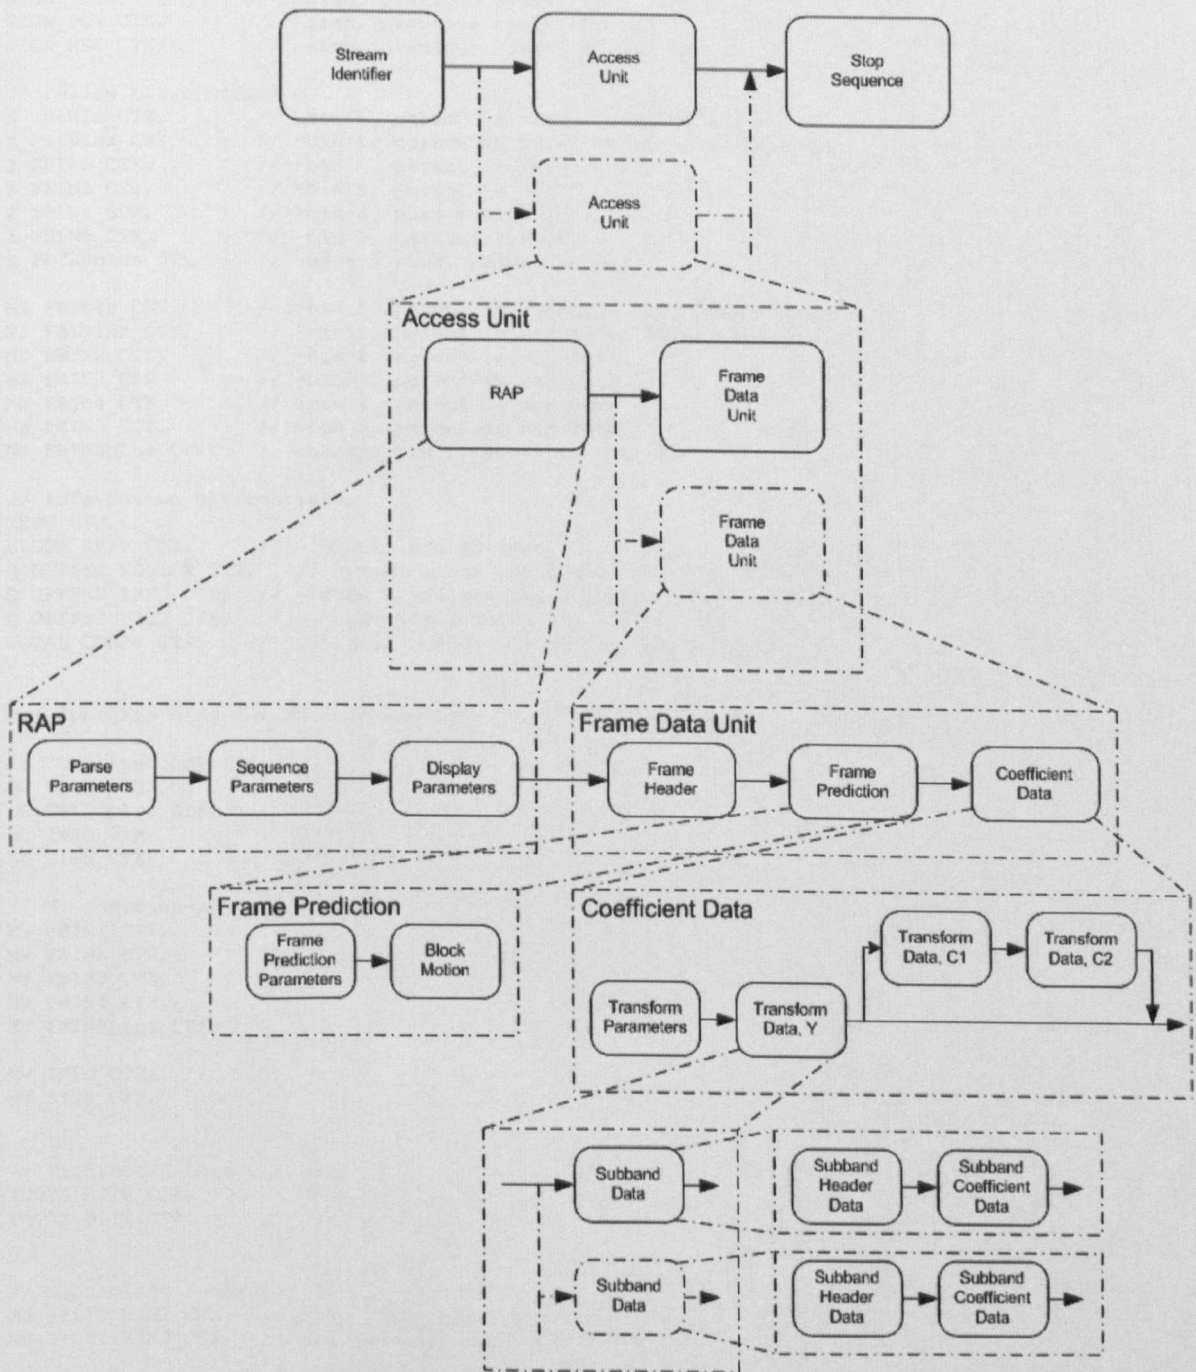 Stream
Identifier
Access
Unit
Stop
Sequence
Access
Unit
Access Unit
RAP
Frame
Data
Unit
Frame
Data
Unit
RAP
Parse
Parameters
Sequence
Parameters
Display
Parameters
Frame Data Unit
Frame
Header
Frame
Prediction
Coefficient
Data
Frame Prediction
Frame
Prediction
Parameters
Block
Motion
Coefficient Data
Transform
Parameters
Transform
Data, Y
Transform
Data, C1
Transform
Data, C2
Subband
Data
Subband
Header
Data
Subband
Coefficient
Data
Subband
Data
Subband
Header
Data
Subband
Coefficient
Data